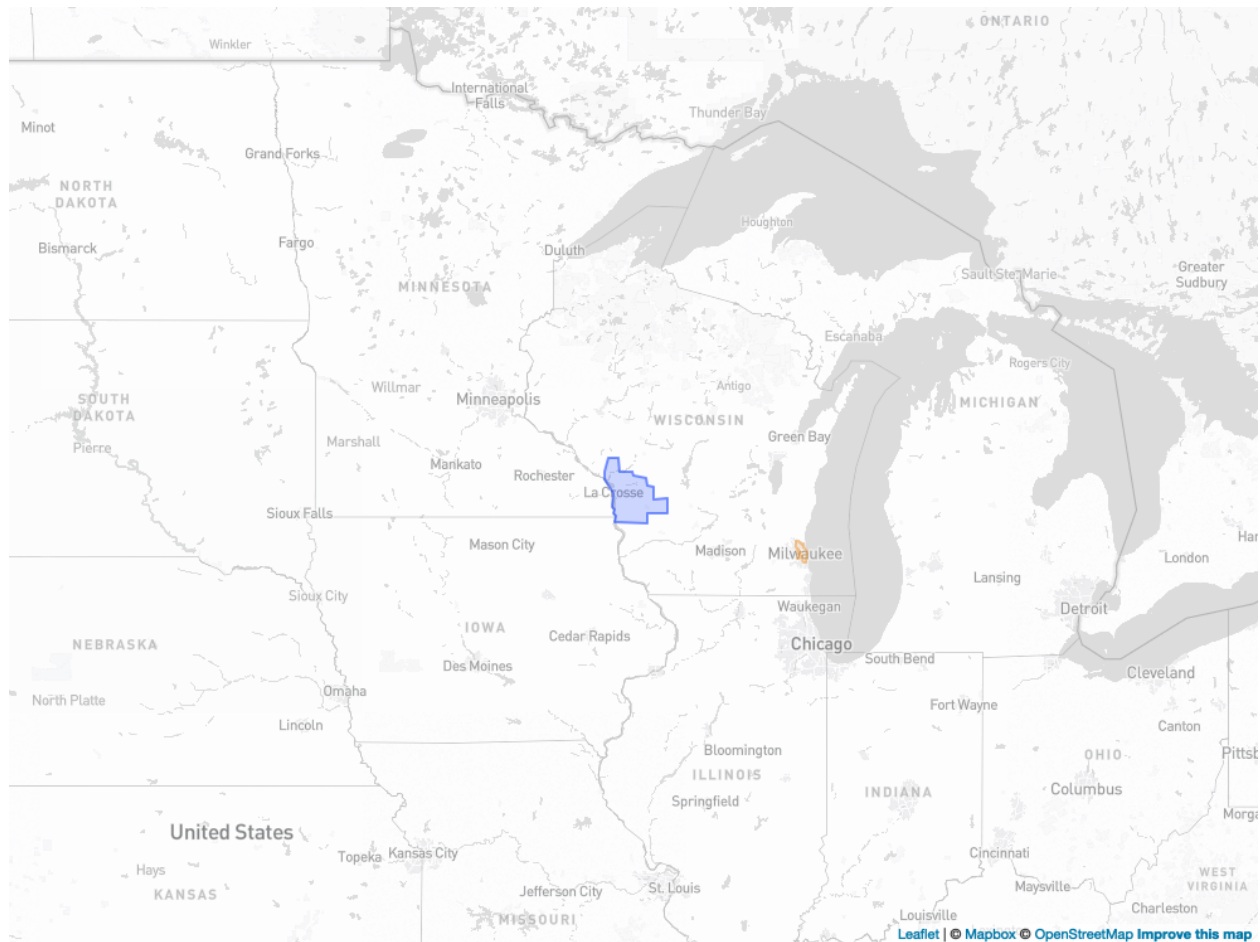 ONTARIO
Winkler
International
Falls
Thunder Bay
Minot
Grand Forks
NORTH
DAKOTA
Houghton
Bismarck
Fargo
Duluth
Sault Ste. Marie
Greater
Sudbury
MINNESOTA
Escanaba
Rogers City
Willmar
Antigo
Minneapolis
SOUTH
DAKOTA
MICHIGAN
WISCONSIN
Pierre
Marshall
Green Bay
Mankato
Rochester
La Crosse
Sioux Falls
Mason City
Madison
Milwaukee
London
Lansing
Sioux City
Waukegan
Detroit
IOWA
Cedar Rapids
NEBRASKA
Chicago
South Bend
Des Moines
Cleveland
Omaha
North Platte
Fort Wayne
Lincoln
Canton
Bloomington
OHIO
Pittsb
ILLINOIS
INDIANA
Columbus
Springfield
Morga
United States
Topeka
Kansas City
Cincinnati
Hays
WEST
VIRGINIA
KANSAS
Jefferson City
St. Louis
Maysville
MISSOURI
Louisville
Charleston
Leaflet | © Mapbox © OpenStreetMap Improve this map